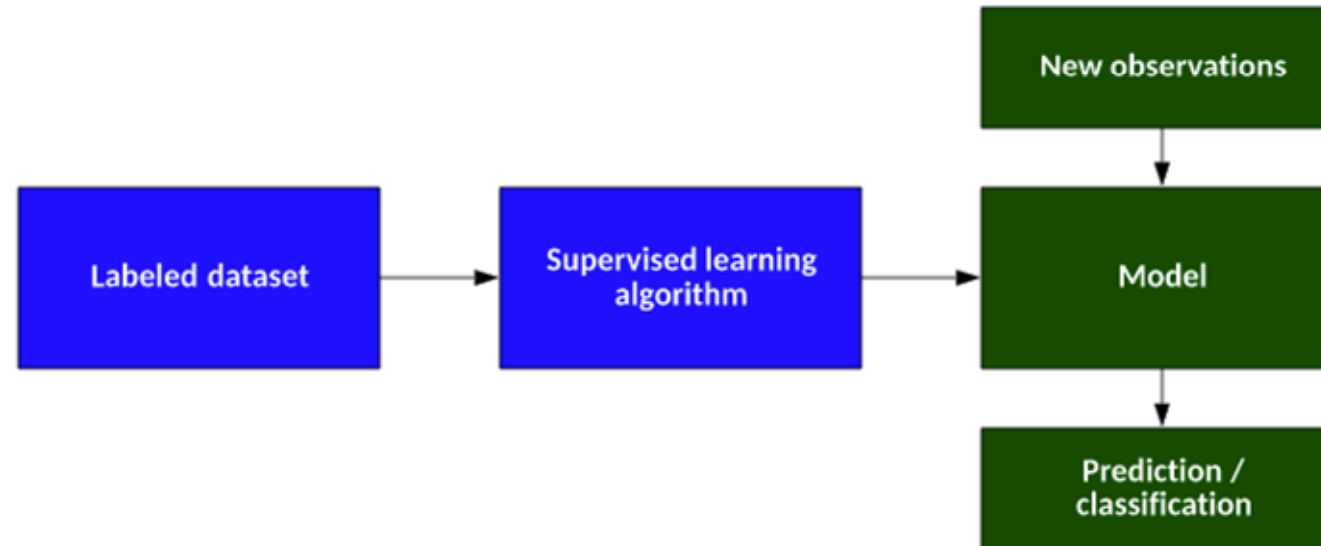 New observations
Labeled dataset
Supervised learning
algorithm
Model
Prediction /
classification